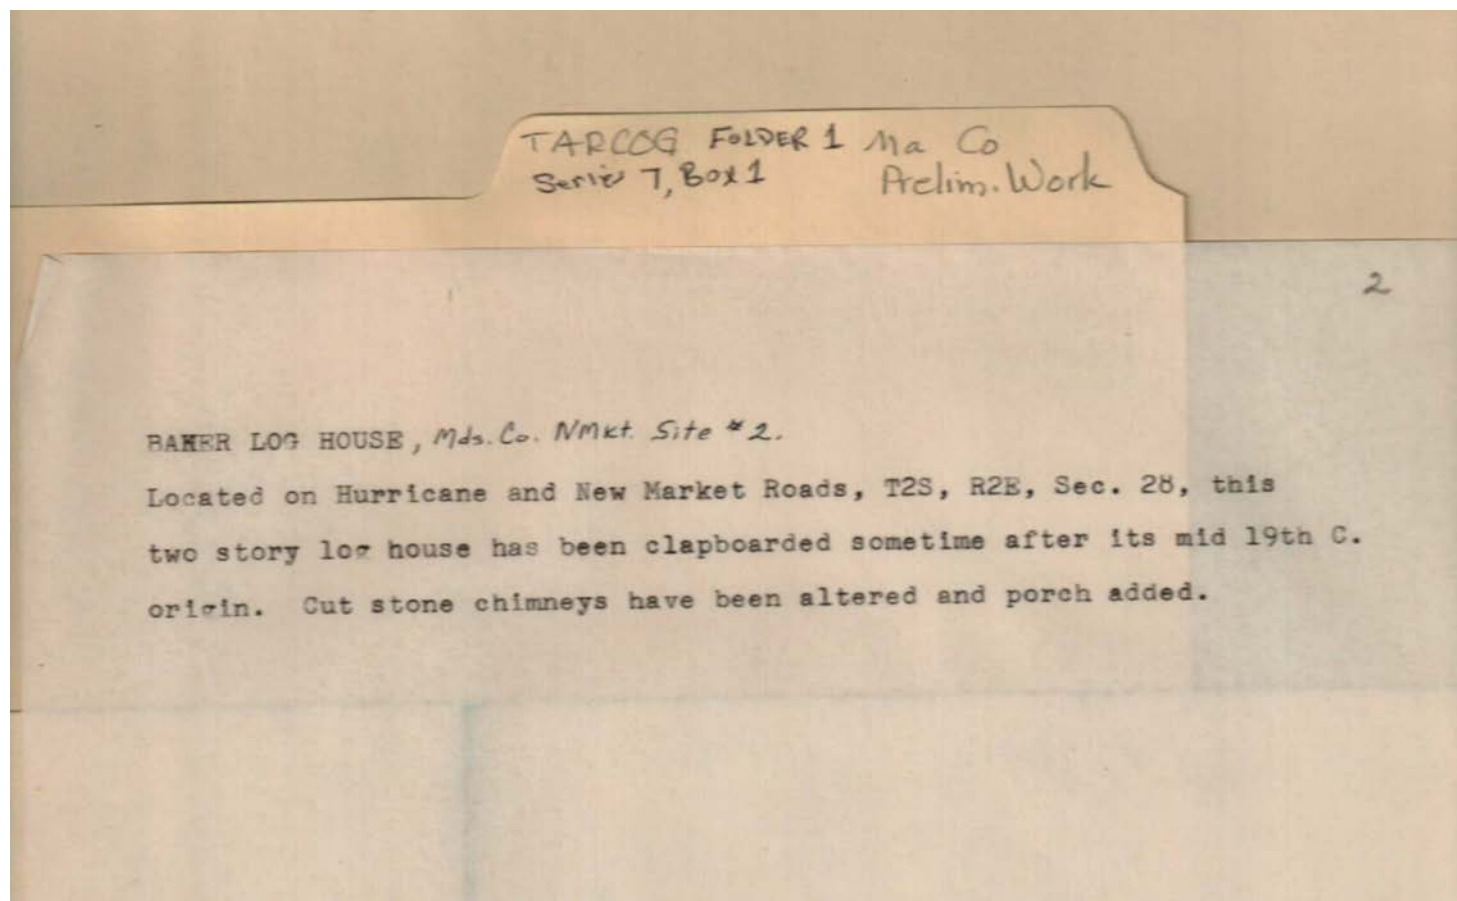 TARCOG FOLDER 1 Ma Co
Series 7, Box 1 Prelim. Work
2
LOG HOUSE, Mds. Co. NMkt. Site #2.
Located on Hurricane and New Market Roads, T2S, R2E, Sec. 28, this
two story log house has been clapboarded sometime after its mid 19th C.
origin. Cut stone chimneys have been altered and porch added.